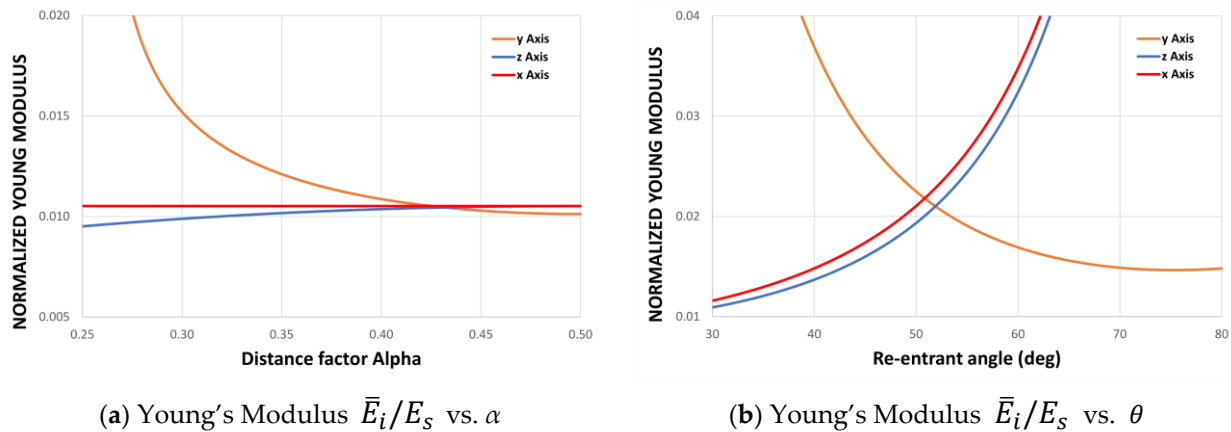 NORMALIZED YOUNG MODULUS
0.020
0.015
0.010
0.005
0.25
0.30
0.35
0.40
0.45
0.50
Distance factor Alpha
y Axis
z Axis
x Axis
(a) Young's Modulus Ē_i/E_s vs. α
NORMALIZED YOUNG MODULUS
0.04
0.03
0.02
0.01
30
40
50
60
70
80
Re-entrant angle (deg)
y Axis
z Axis
x Axis
(b) Young's Modulus Ē_i/E_s vs. θ